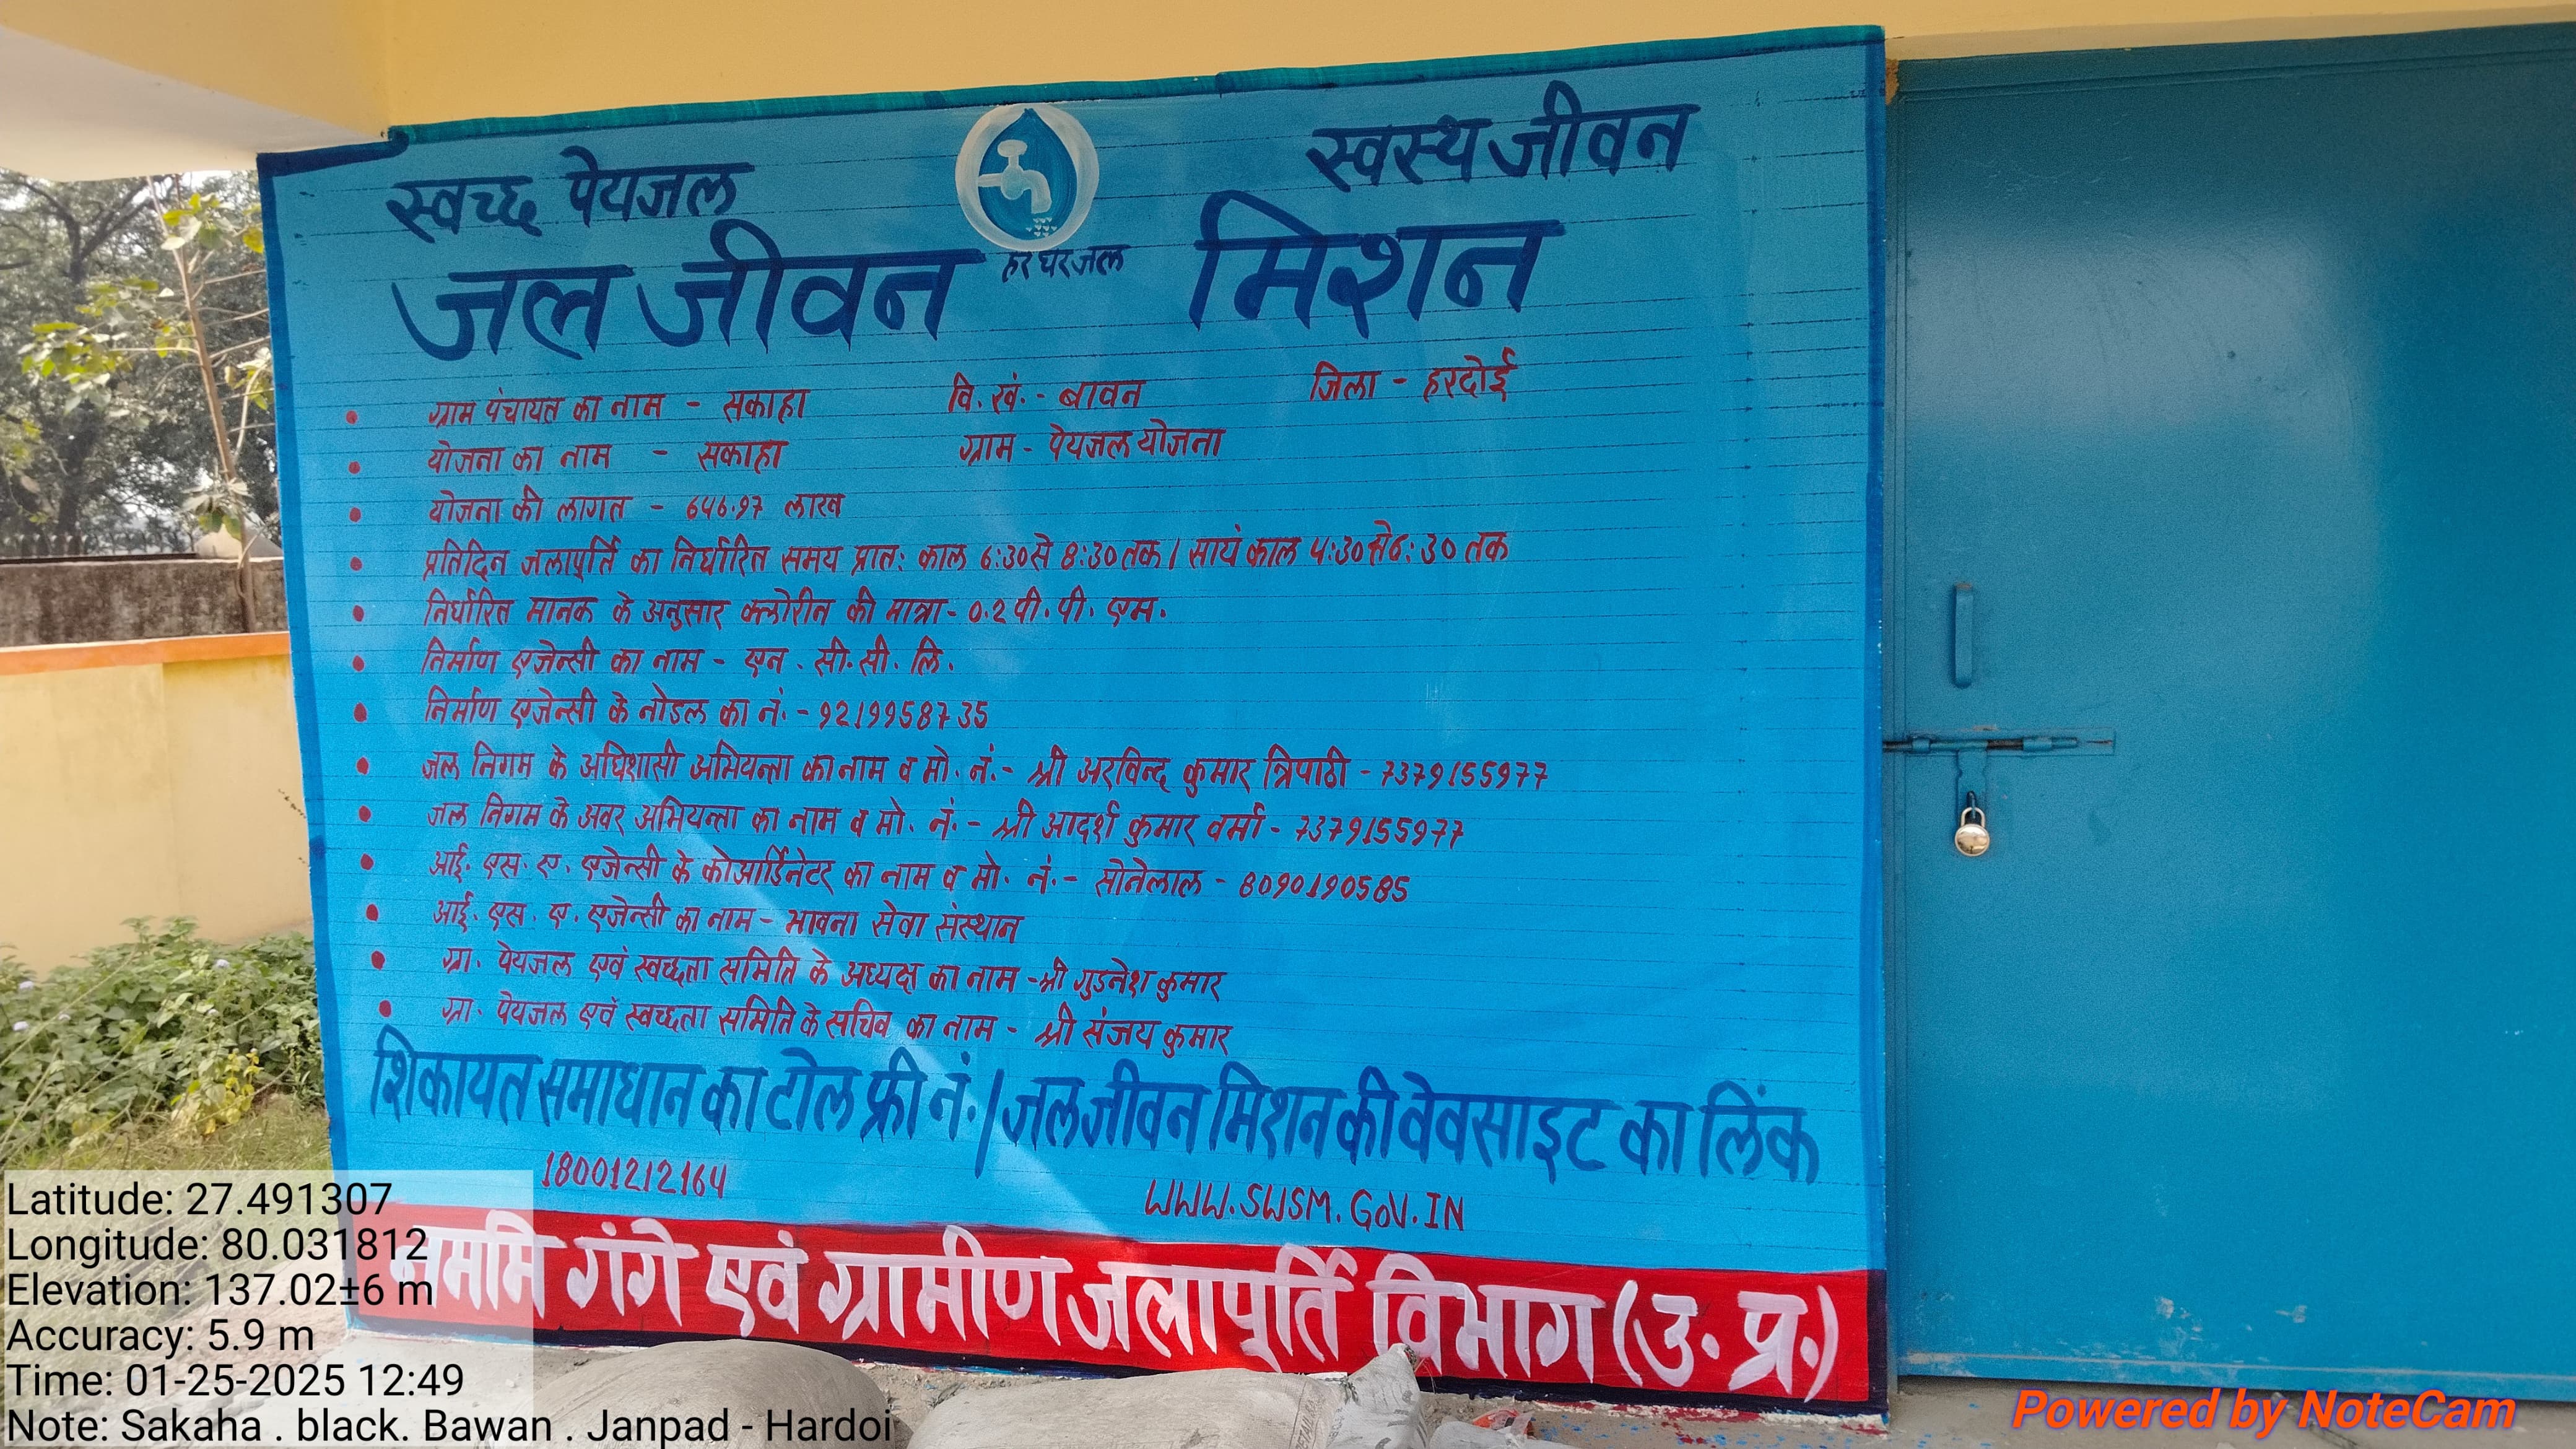 स्वच्छ पेयजल
स्वस्थ जीवन
जल जीवन मिशन
हर घर जल
ग्राम पंचायत का नाम - सकाहा वि. खं. - बावन जिला - हरदोई
योजना का नाम - सकाहा ग्राम - पेयजल योजना
योजना की लागत - 646.97 लाख
प्रतिदिन जलापूर्ति का निर्धारित समय प्रात: काल 6:30 से 8:30 तक / सायं काल 4:30 से 6:30 तक
निर्धारित मानक के अनुसार क्लोरीन की मात्रा - 0.2 पी. पी. एम.
निर्माण एजेन्सी का नाम - एन. सी. सी. लि.
निर्माण एजेन्सी के नोडल का नं. - 9219958735
जल निगम के अधिशासी अभियन्ता का नाम व मो. नं. - श्री अरविन्द कुमार त्रिपाठी - 7379155977
जल निगम के अवर अभियन्ता का नाम व मो. नं. - श्री आदर्श कुमार वर्मा - 7379155977
आई. एस. ए. एजेन्सी के कोआर्डिनेटर का नाम व मो. नं. - सोनेलाल - 8090190585
आई. एस. ए. एजेन्सी का नाम - भावना सेवा संस्थान
ग्रा. पेयजल एवं स्वच्छता समिति के अध्यक्ष का नाम - श्री गुडनेश कुमार
ग्रा. पेयजल एवं स्वच्छता समिति के सचिव का नाम - श्री संजय कुमार
शिकायत समाधान का टोल फ्री नं. / जल जीवन मिशन की वेवसाइट का लिंक
18001212164 WWW.SWSM.GOV.IN
नमामि गंगे एवं ग्रामीण जलापूर्ति विभाग (उ. प्र.)
Latitude: 27.491307
Longitude: 80.031812
Elevation: 137.02±6 m
Accuracy: 5.9 m
Time: 01-25-2025 12:49
Note: Sakaha . black. Bawan . Janpad - Hardoi
Powered by NoteCam